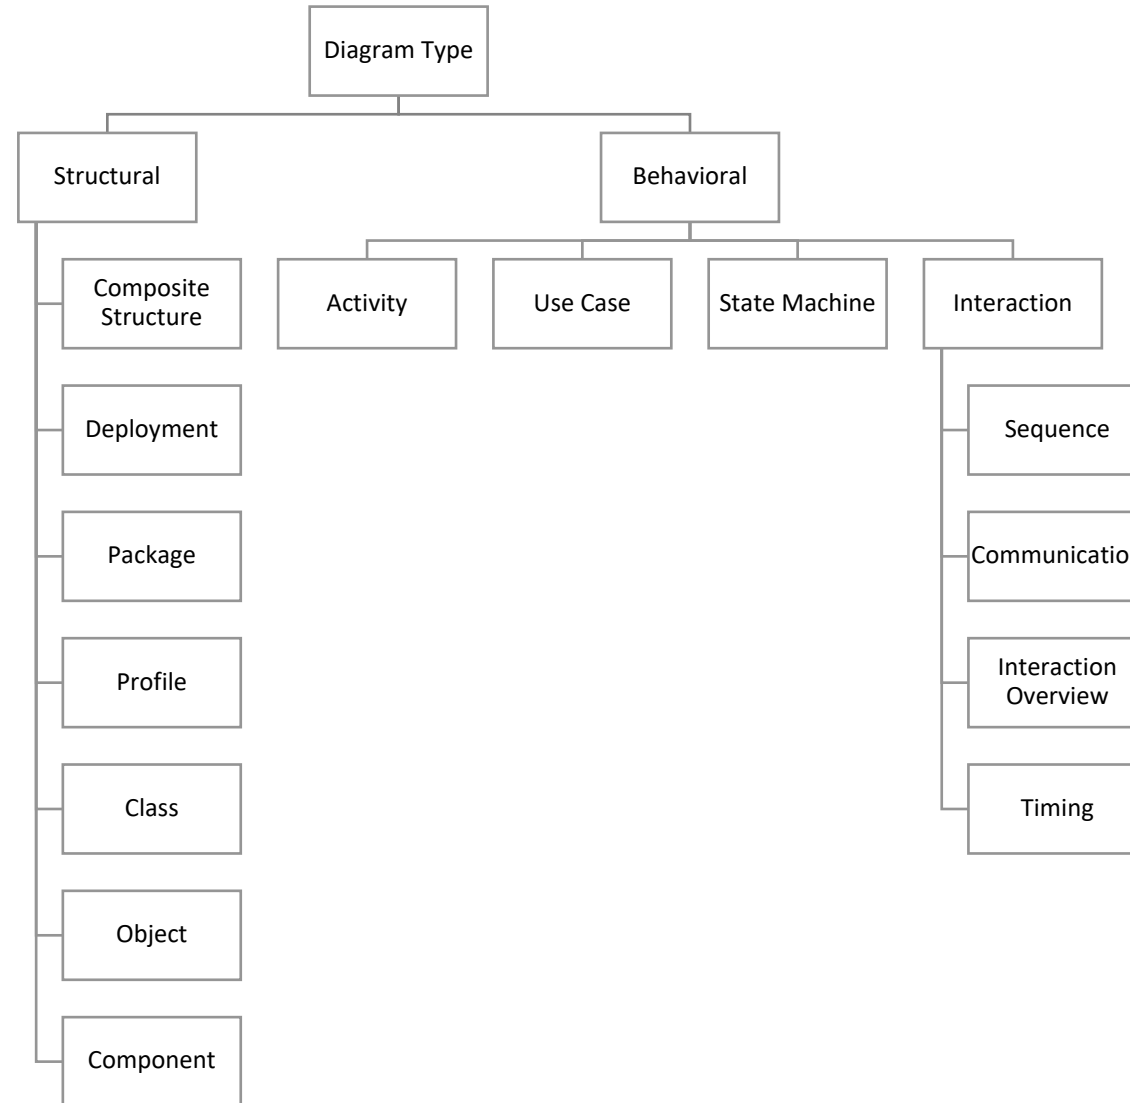 Diagram Type
Structural
Behavioral
Composite
Structure
Activity
Use Case
State Machine
Interaction
Deployment
Sequence
Package
Communicatio
Profile
Interaction
Overview
Class
Timing
Object
Component